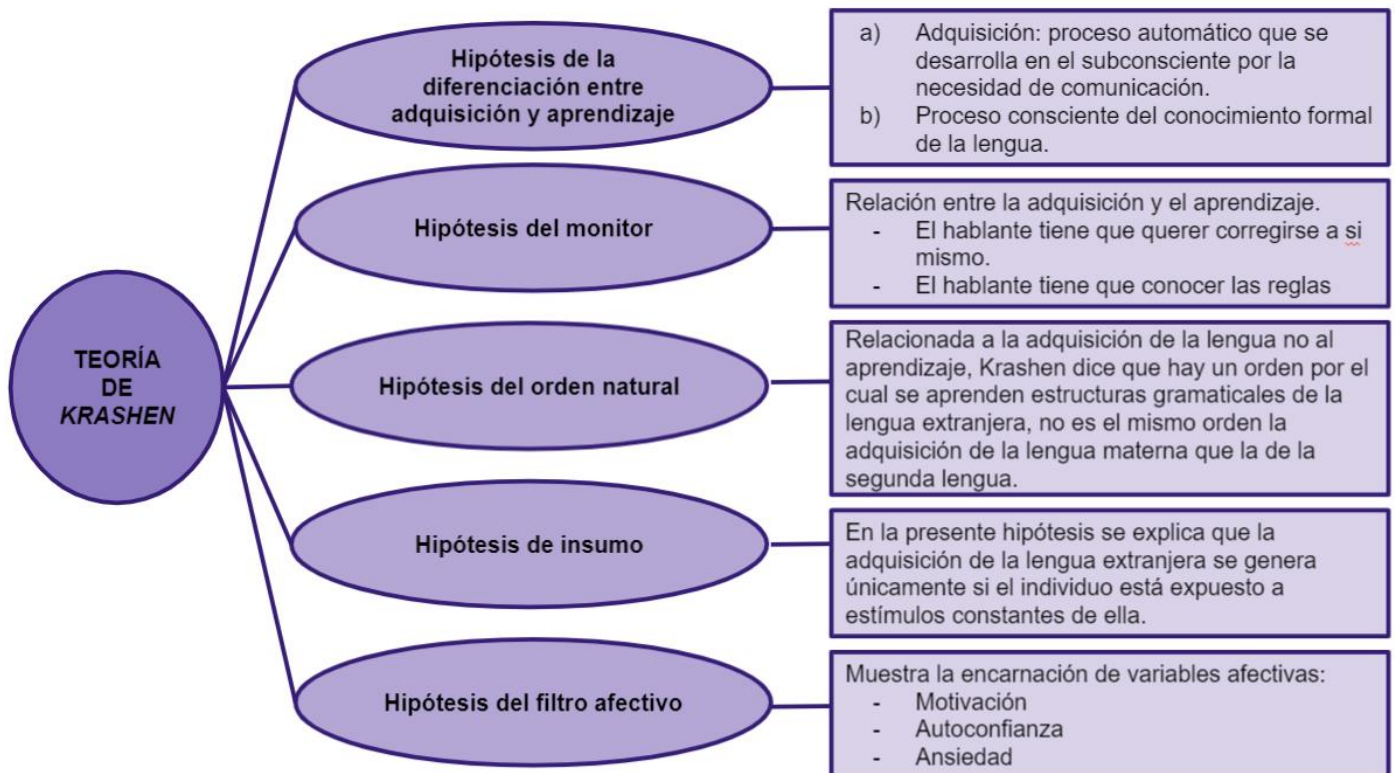 TEORÍA
DE
KRASHEN
Hipótesis de la
diferenciación entre
adquisición y aprendizaje
a) Adquisición: proceso automático que se
desarrolla en el subconsciente por la
necesidad de comunicación.
b) Proceso consciente del conocimiento formal
de la lengua.
Hipótesis del monitor
Relación entre la adquisición y el aprendizaje.
- El hablante tiene que querer corregirse a si
mismo.
- El hablante tiene que conocer las reglas
Hipótesis del orden natural
Relacionada a la adquisición de la lengua no al
aprendizaje, Krashen dice que hay un orden por el
cual se aprenden estructuras gramaticales de la
lengua extranjera, no es el mismo orden la
adquisición de la lengua materna que la de la
segunda lengua.
Hipótesis de insumo
En la presente hipótesis se explica que la
adquisición de la lengua extranjera se genera
únicamente si el individuo está expuesto a
estímulos constantes de ella.
Hipótesis del filtro afectivo
Muestra la encarnación de variables afectivas:
- Motivación
- Autoconfianza
- Ansiedad